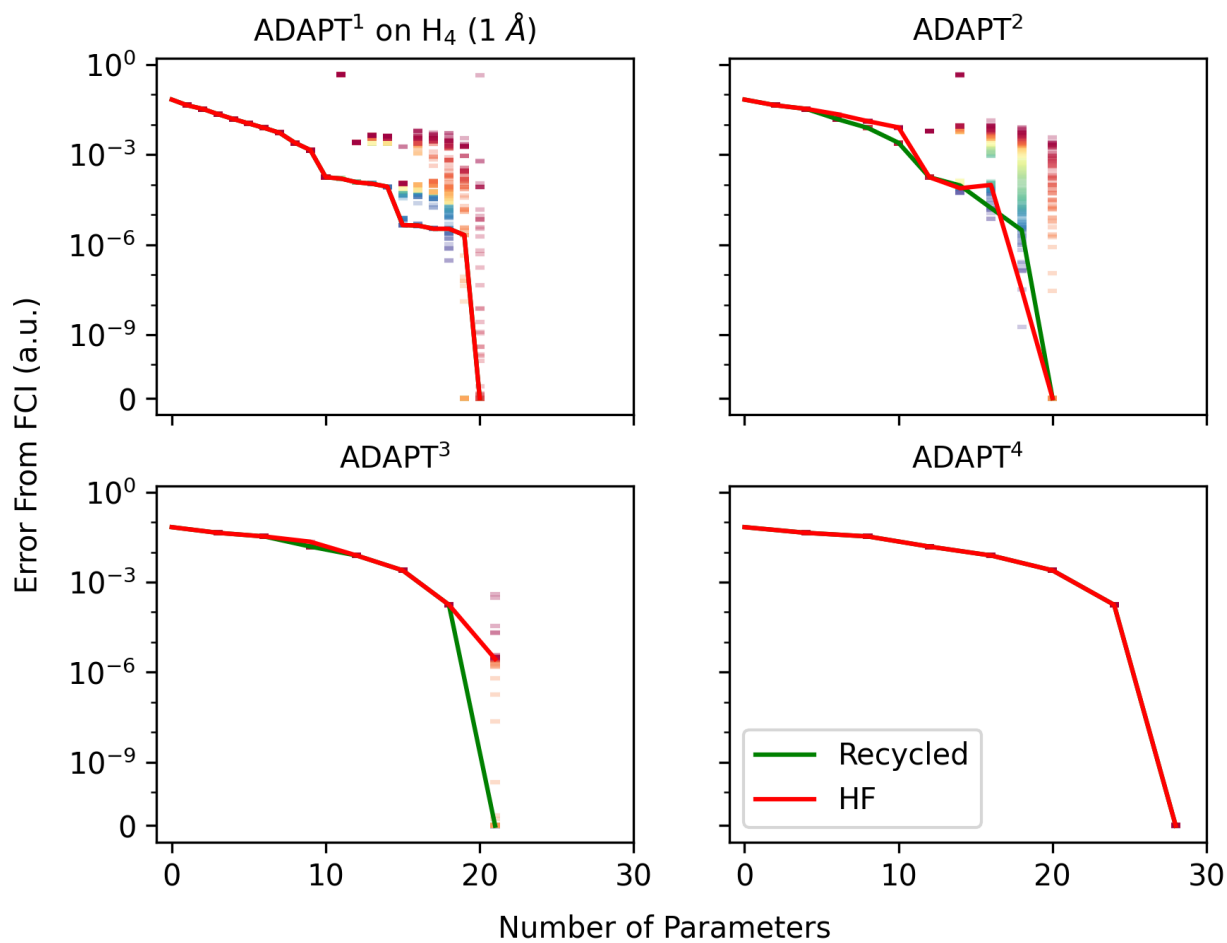 ADAPT¹ on H₄ (1 Å)
ADAPT²
10⁰
10⁻³
10⁻⁶
10⁻⁹
0
ADAPT³
ADAPT⁴
10⁰
10⁻³
10⁻⁶
10⁻⁹
0
Recycled
HF
0
10
20
30
0
10
20
30
Error From FCI (a.u.)
Number of Parameters